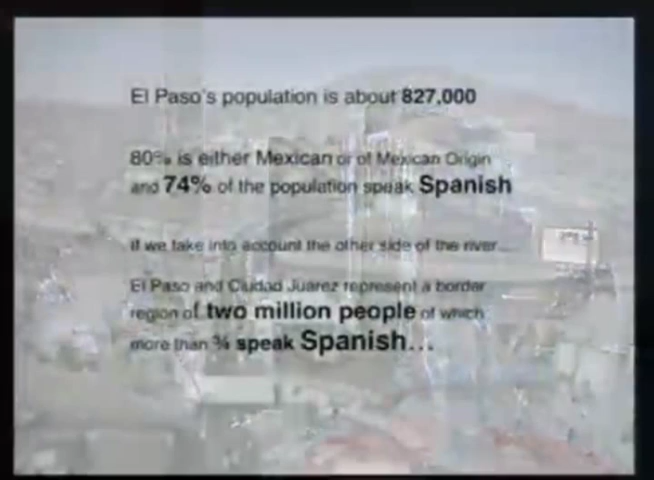 El Paso's population is about 827,000
80% is either Mexican or of Mexican Origin
and 74% of the population speak Spanish
if we take into account the other side of the river...
El Paso and Ciudad Juarez represent a border
region of two million people of which
more than ¾ speak Spanish...